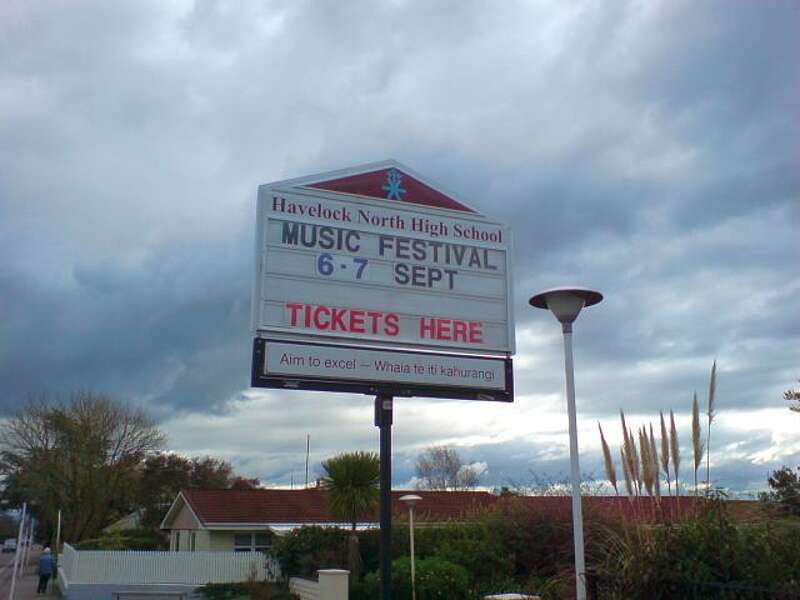 Havelock North High School
MUSIC FESTIVAL
6-7 SEPT
TICKETS HERE
Aim to excel – Whaia te iti kahurangi